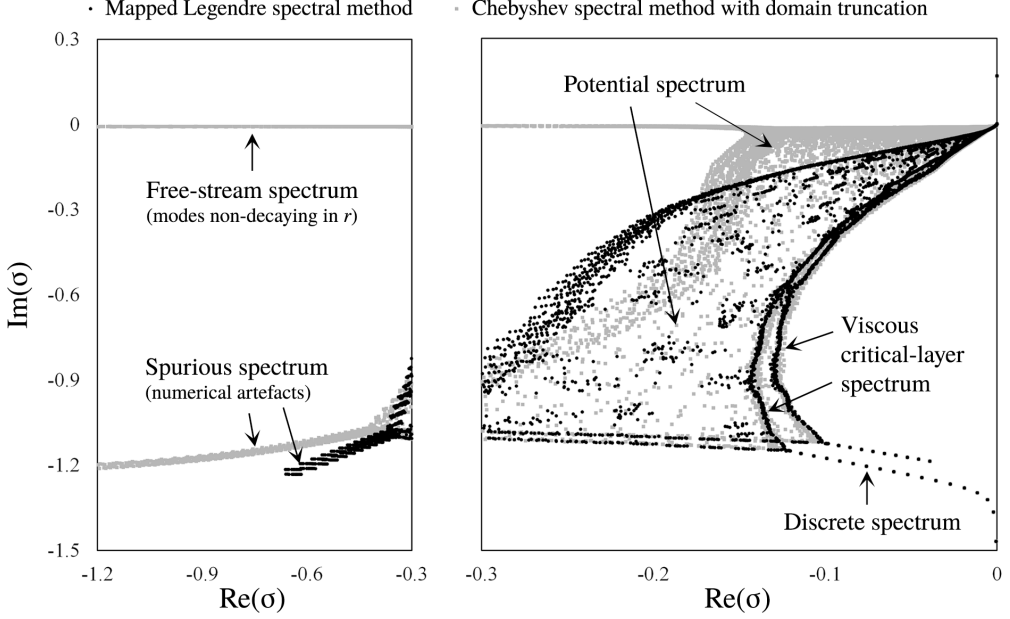 Mapped Legendre spectral method
Chebyshev spectral method with domain truncation
0.3
0
-0.3
-0.6
-0.9
-1.2
-1.5
Im(σ)
Free-stream spectrum
(modes non-decaying in r)
Spurious spectrum
(numerical artefacts)
-1.2
-0.9
-0.6
-0.3
Re(σ)
Potential spectrum
Viscous
critical-layer
spectrum
Discrete spectrum
-0.3
-0.2
-0.1
0
Re(σ)